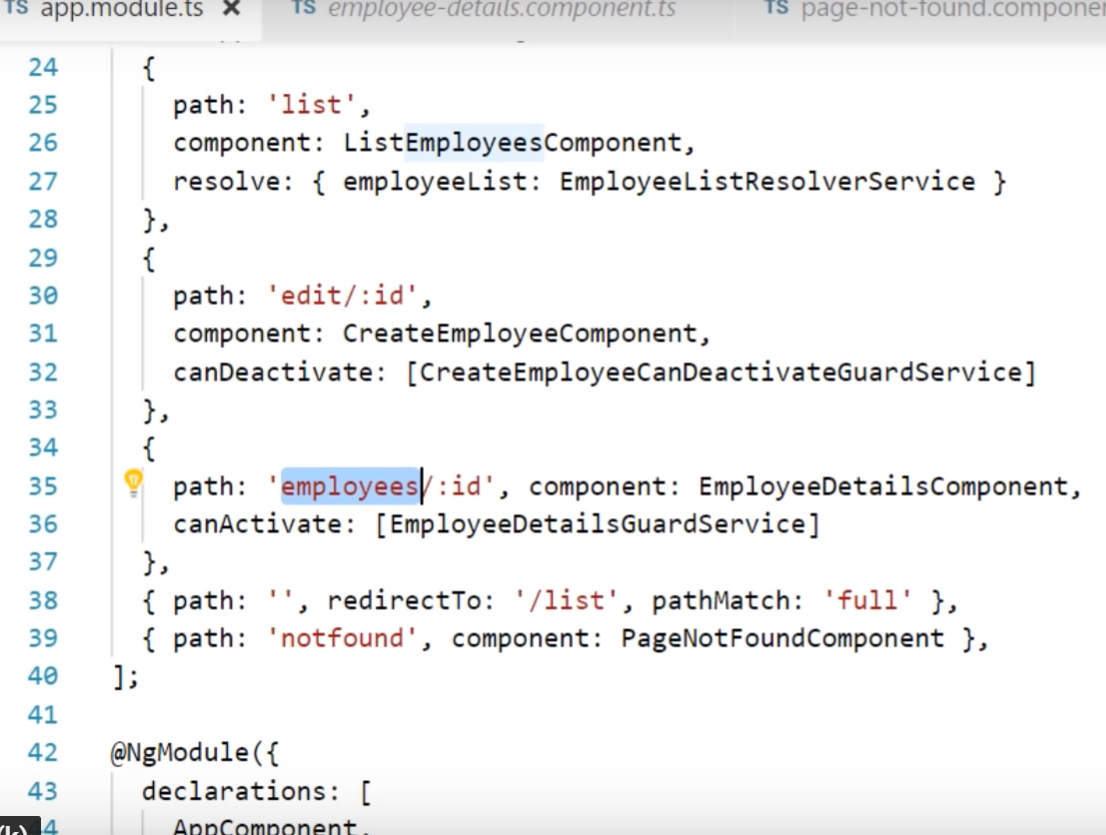 TS app.module.ts × TS employee-details.component.ts TS page-not-found.componen
24 {
25 path: 'list',
26 component: ListEmployeesComponent,
27 resolve: { employeeList: EmployeeListResolverService }
28 },
29 {
30 path: 'edit/:id',
31 component: CreateEmployeeComponent,
32 canDeactivate: [CreateEmployeeCanDeactivateGuardService]
33 },
34 {
35 path: 'employees/:id', component: EmployeeDetailsComponent,
36 canActivate: [EmployeeDetailsGuardService]
37 },
38 { path: '', redirectTo: '/list', pathMatch: 'full' },
39 { path: 'notfound', component: PageNotFoundComponent },
40 ];
41
42 @NgModule({
43 declarations: [
44 AppComponent,